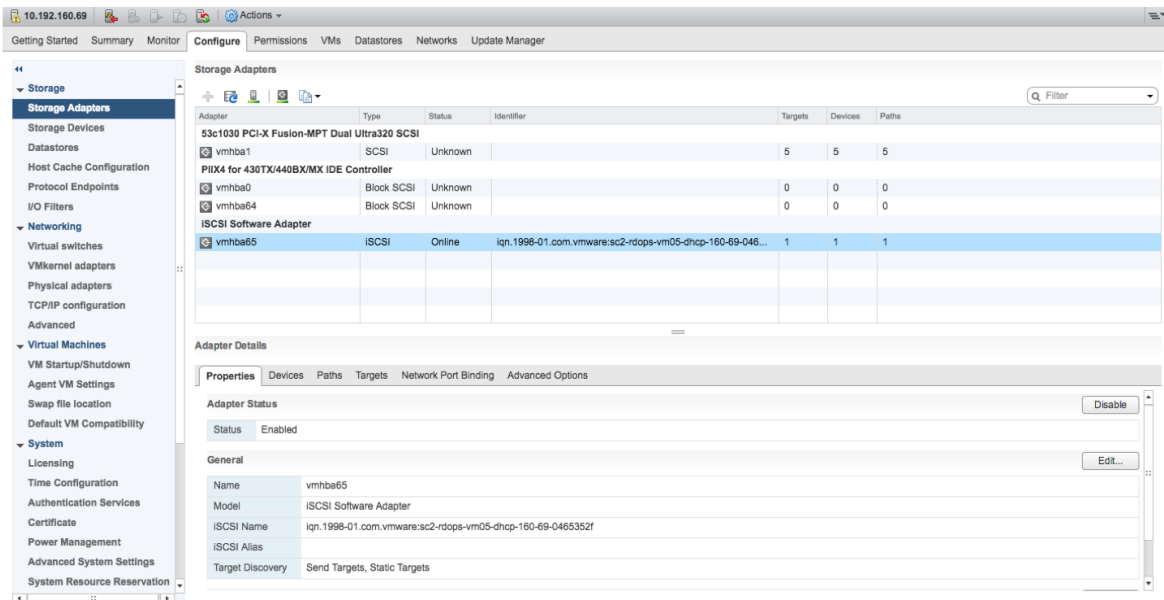 10.192.160.69 Actions
Getting Started Summary Monitor Configure Permissions VMs Datastores Networks Update Manager
Storage
Storage Adapters
Storage Devices
Datastores
Host Cache Configuration
Protocol Endpoints
I/O Filters
Networking
Virtual switches
VMkernel adapters
Physical adapters
TCP/IP configuration
Advanced
Virtual Machines
VM Startup/Shutdown
Agent VM Settings
Swap file location
Default VM Compatibility
System
Licensing
Time Configuration
Authentication Services
Certificate
Power Management
Advanced System Settings
System Resource Reservation
Storage Adapters
Filter
Adapter Type Status Identifier Targets Devices Paths
53c1030 PCI-X Fusion-MPT Dual Ultra320 SCSI
vmhba1 SCSI Unknown 5 5 5
PIIX4 for 430TX/440BX/MX IDE Controller
vmhba0 Block SCSI Unknown 0 0 0
vmhba64 Block SCSI Unknown 0 0 0
iSCSI Software Adapter
vmhba65 iSCSI Online iqn.1998-01.com.vmware:sc2-rdops-vm05-dhcp-160-69-046... 1 1 1
Adapter Details
Properties Devices Paths Targets Network Port Binding Advanced Options
Adapter Status Disable
Status Enabled
General Edit...
Name vmhba65
Model iSCSI Software Adapter
iSCSI Name iqn.1998-01.com.vmware:sc2-rdops-vm05-dhcp-160-69-0465352f
iSCSI Alias
Target Discovery Send Targets, Static Targets